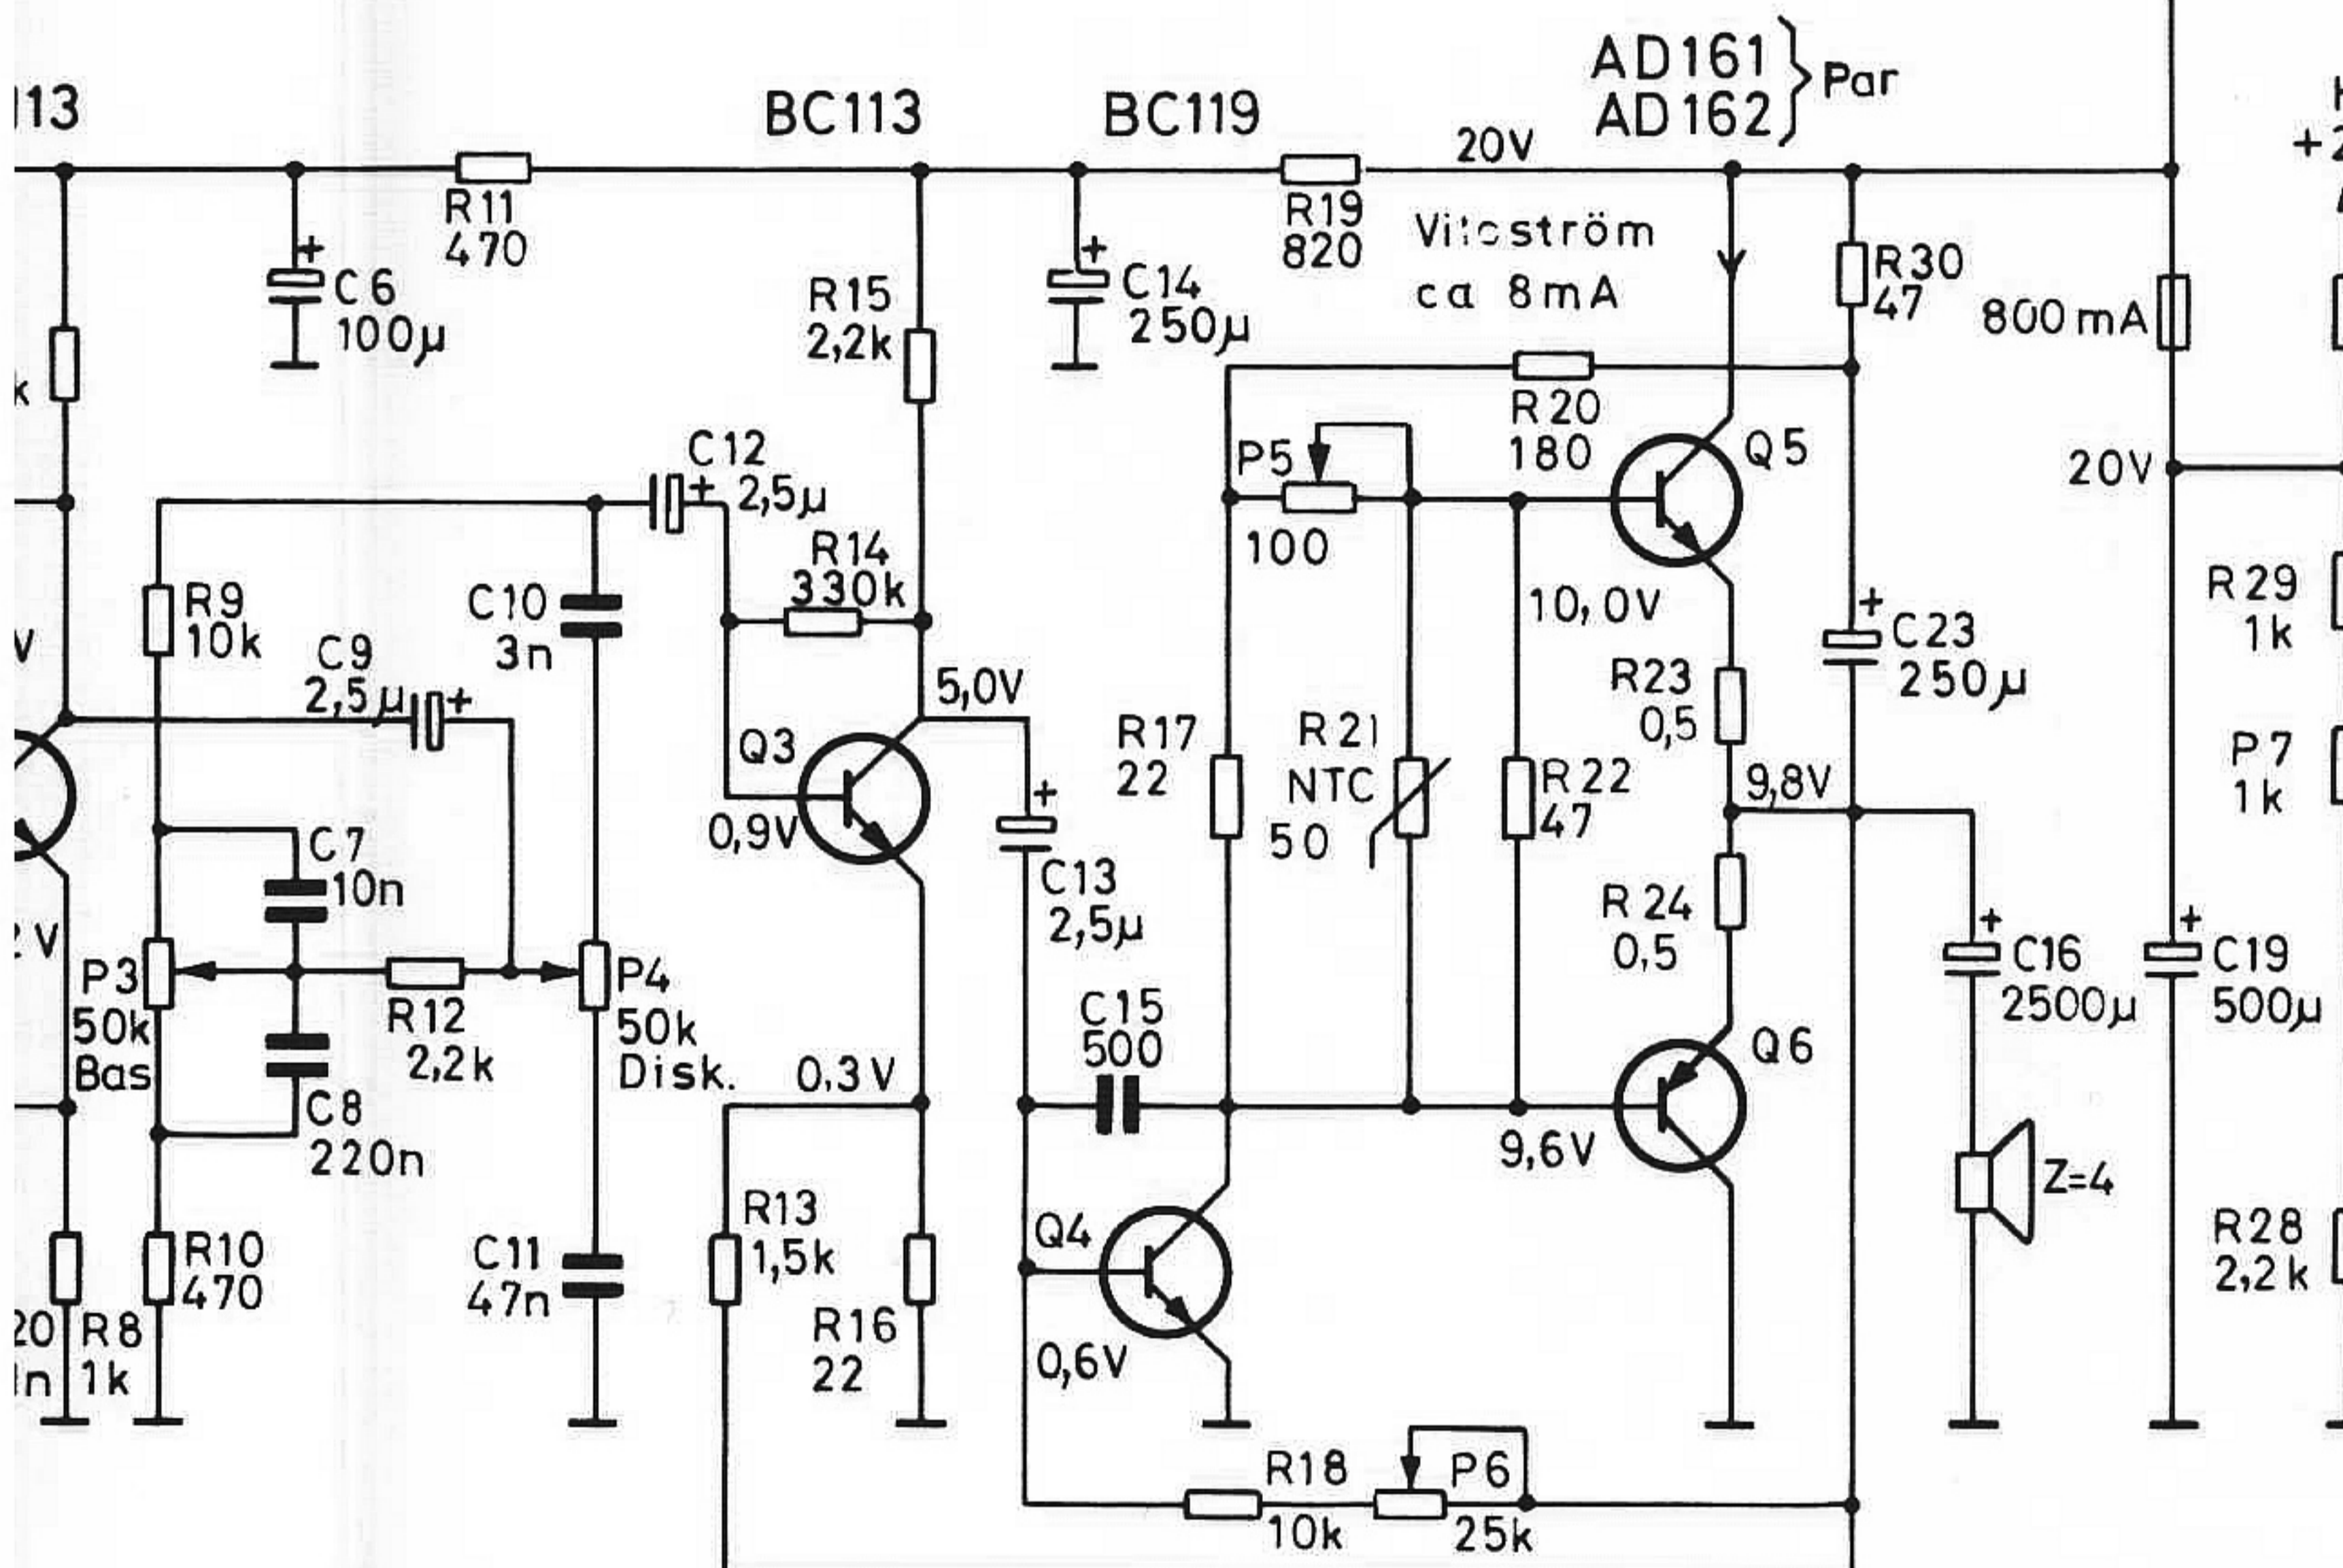 113
BC113
BC119
AD161
AD162
Par
20V
R11
470
C6
100µ
R15
2,2k
C14
250µ
R19
820
ström
ca 8mA
R30
47
800mA
k
C12
2,5µ
R14
330k
P5
100
R20
180
Q5
20V
R9
10k
C10
3n
C9
2,5µ
V
5,0V
Q3
0,9V
R17
22
R21
NTC
50
10,0V
R22
47
R23
0,5
9,8V
C23
250µ
R29
1k
P7
1k
C7
10n
C13
2,5µ
R24
0,5
C16
2500µ
C19
500µ
2V
P3
50k
Bas
R12
2,2k
P4
50k
Disk.
0,3V
C15
500
9,6V
Q6
C8
220n
Z=4
R13
1,5k
Q4
0,6V
R10
470
C11
47n
R16
22
R28
2,2k
20
R8
1k
n
R18
10k
P6
25k
+2